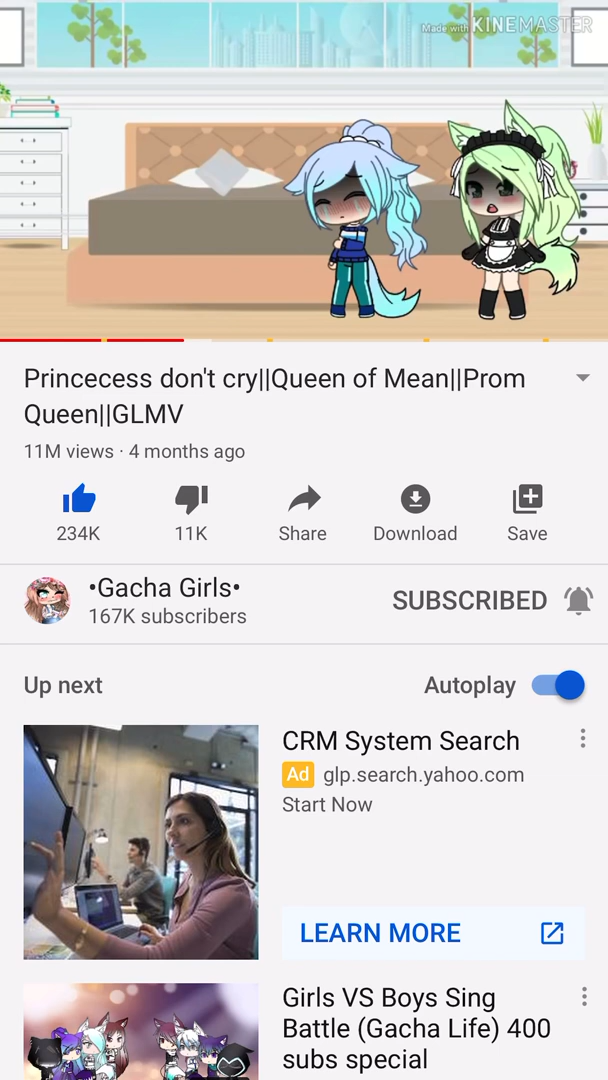 Made with KINEMASTER
Princecess don't cry||Queen of Mean||Prom
Queen||GLMV
11M views · 4 months ago
234K
11K
Share
Download
Save
•Gacha Girls•
167K subscribers
SUBSCRIBED
Up next
Autoplay
CRM System Search
Ad glp.search.yahoo.com
Start Now
LEARN MORE
Girls VS Boys Sing
Battle (Gacha Life) 400
subs special